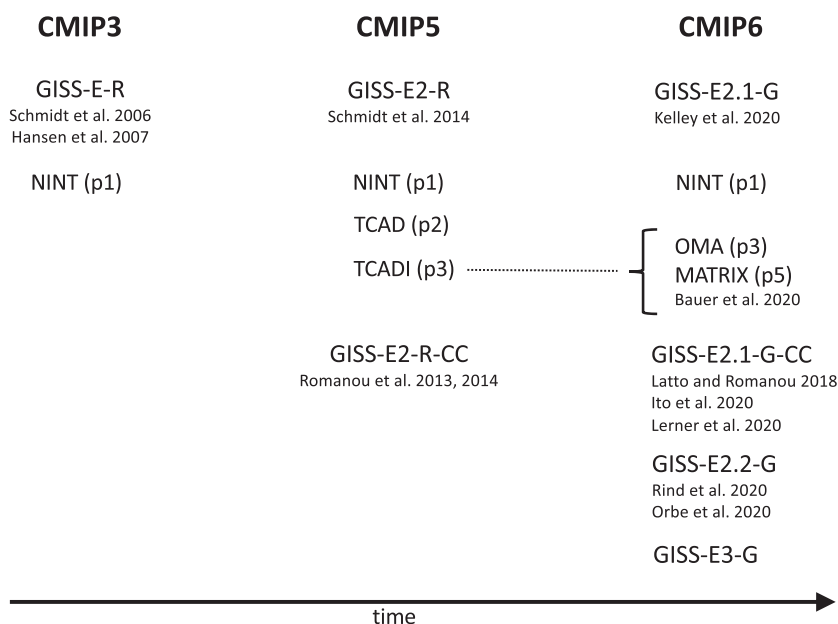 CMIP3
GISS-E-R
Schmidt et al. 2006
Hansen et al. 2007
NINT (p1)
CMIP5
GISS-E2-R
Schmidt et al. 2014
NINT (p1)
TCAD (p2)
TCADI (p3)
GISS-E2-R-CC
Romanou et al. 2013, 2014
CMIP6
GISS-E2.1-G
Kelley et al. 2020
NINT (p1)
OMA (p3)
MATRIX (p5)
Bauer et al. 2020
GISS-E2.1-G-CC
Latto and Romanou 2018
Ito et al. 2020
Lerner et al. 2020
GISS-E2.2-G
Rind et al. 2020
Orbe et al. 2020
GISS-E3-G
time